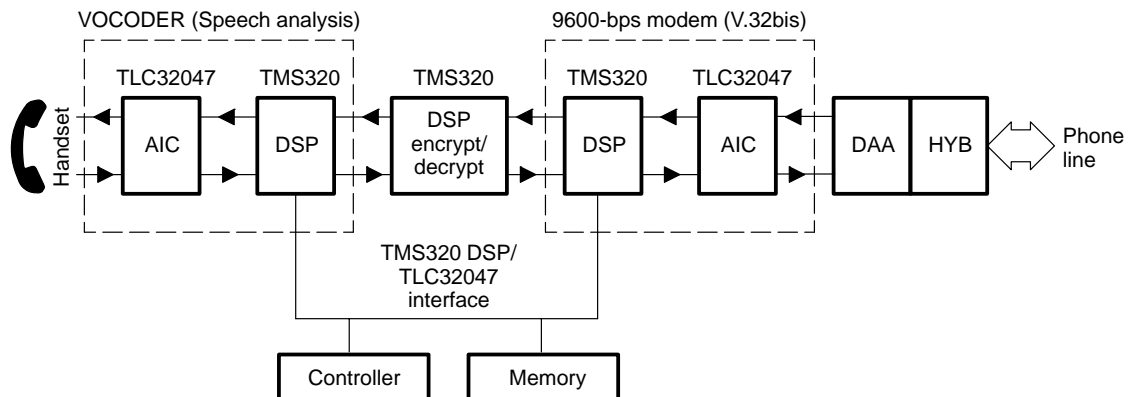 VOCODER (Speech analysis)
9600-bps modem (V.32bis)
TLC32047
TMS320
TMS320
TMS320
TLC32047
Handset
AIC
DSP
DSP
encrypt/
decrypt
DSP
AIC
DAA
HYB
Phone
line
TMS320 DSP/
TLC32047
interface
Controller
Memory